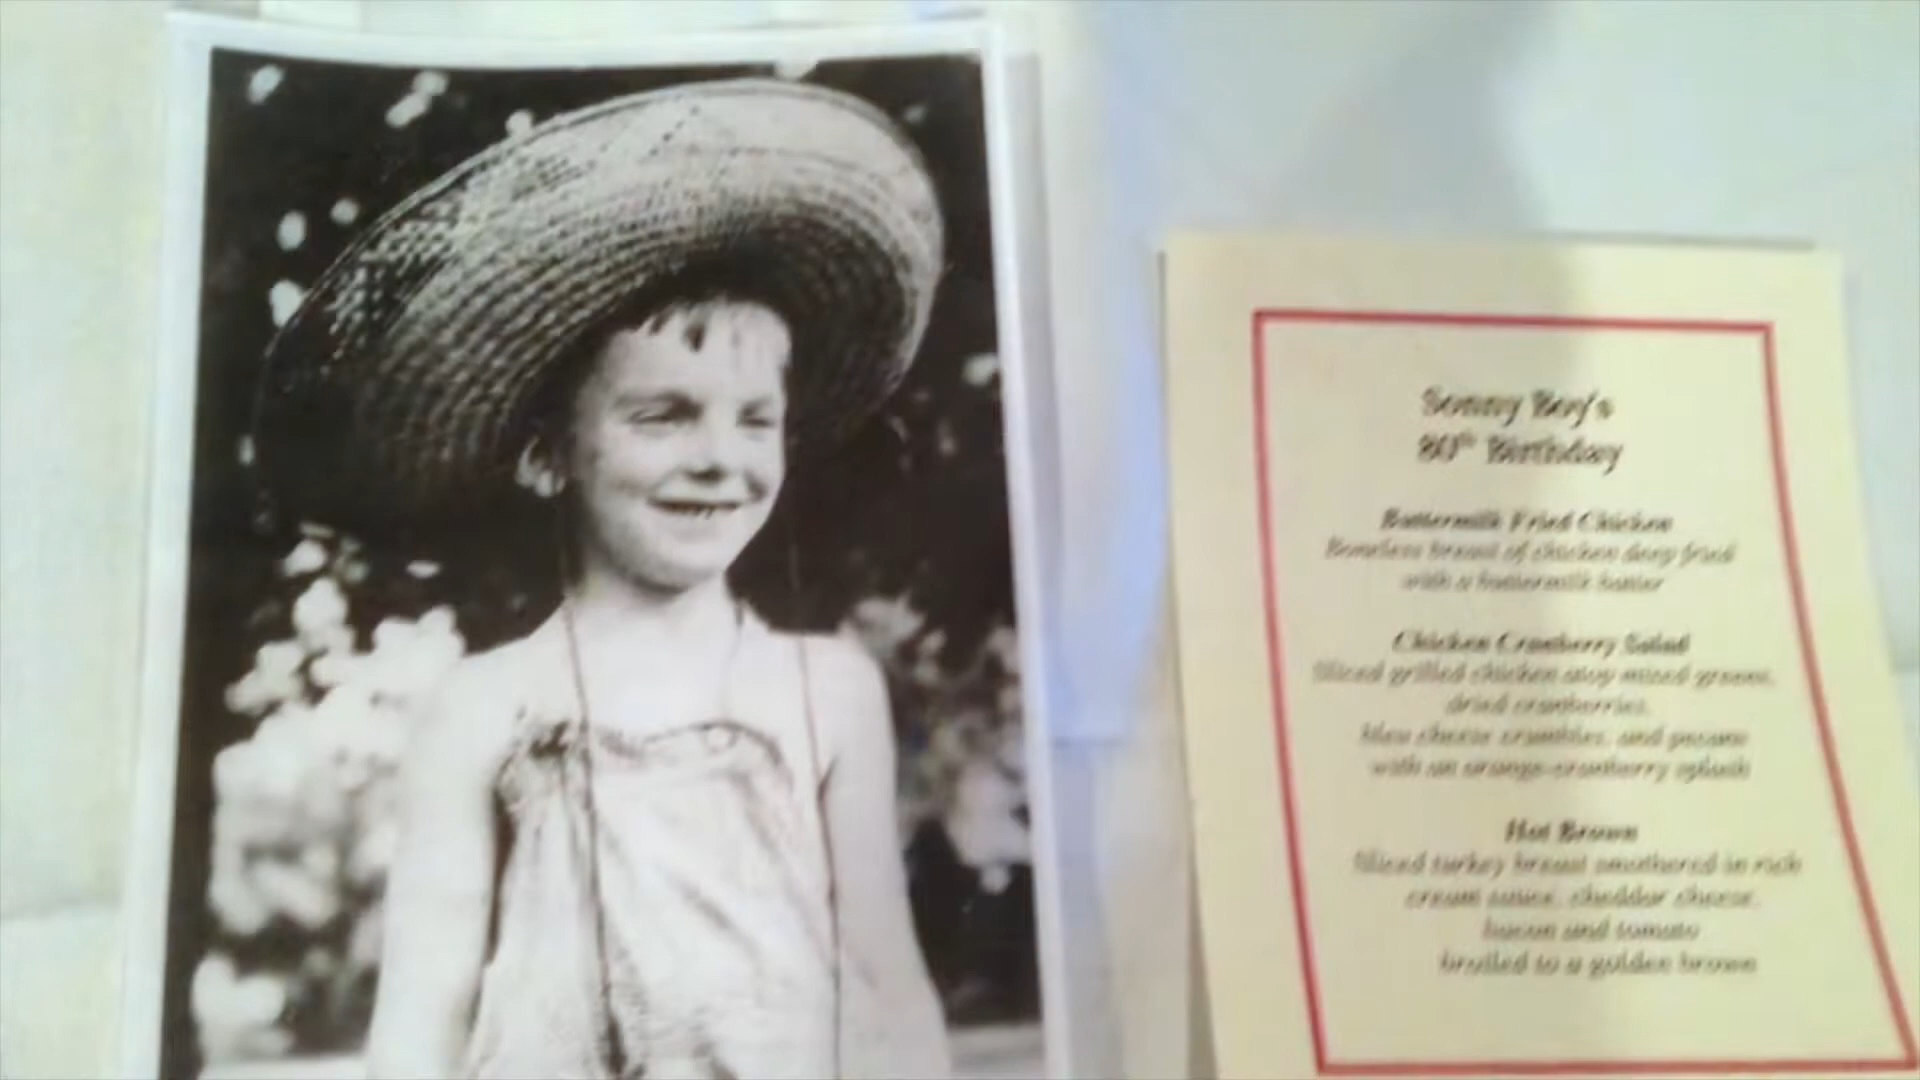 80th Birthday
Buttermilk Fried Chicken
Boneless breast of chicken deep fried
with a buttermilk batter
Chicken Cranberry Salad
Sliced grilled chicken atop mixed greens,
dried cranberries,
bleu cheese crumbles, and pecans
with an orange-cranberry splash
Hot Brown
Sliced turkey breast smothered in rich
cream sauce, cheddar cheese,
bacon and tomato
broiled to a golden brown